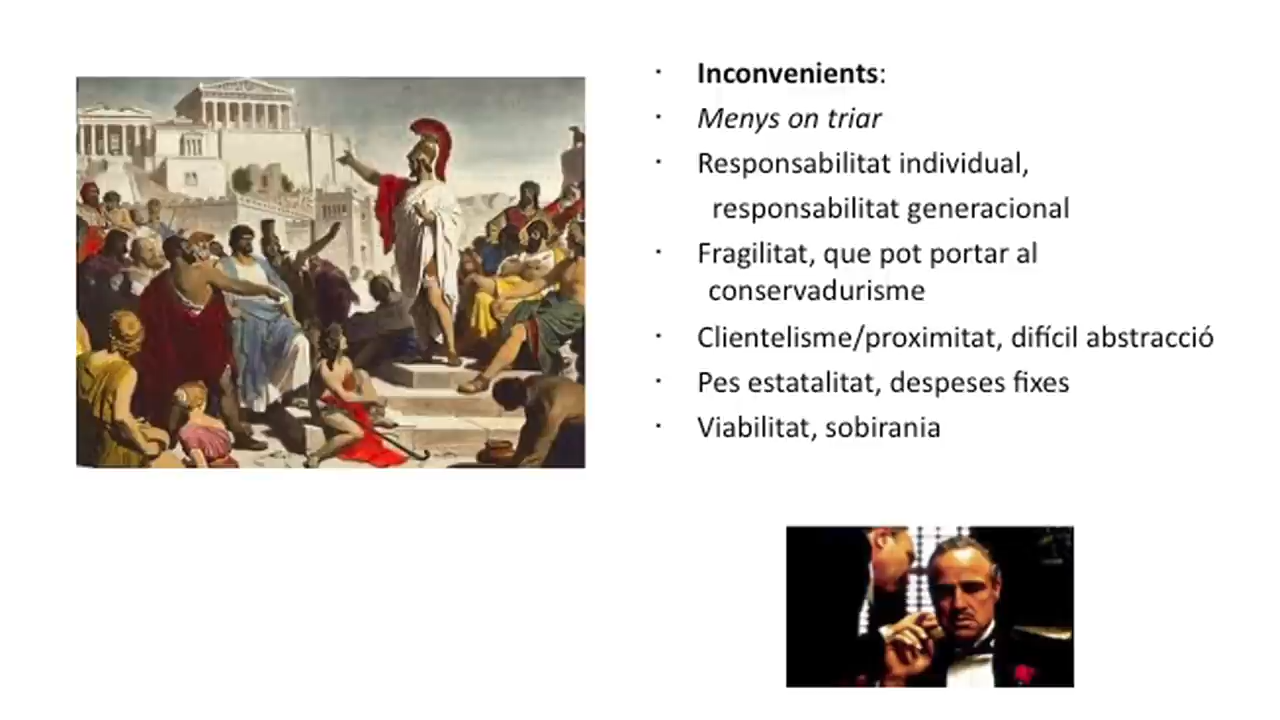 · Inconvenients:
· Menys on triar
· Responsabilitat individual,
responsabilitat generacional
· Fragilitat, que pot portar al
conservadurisme
· Clientelisme/proximitat, difícil abstracció
· Pes estatalitat, despeses fixes
· Viabilitat, sobirania